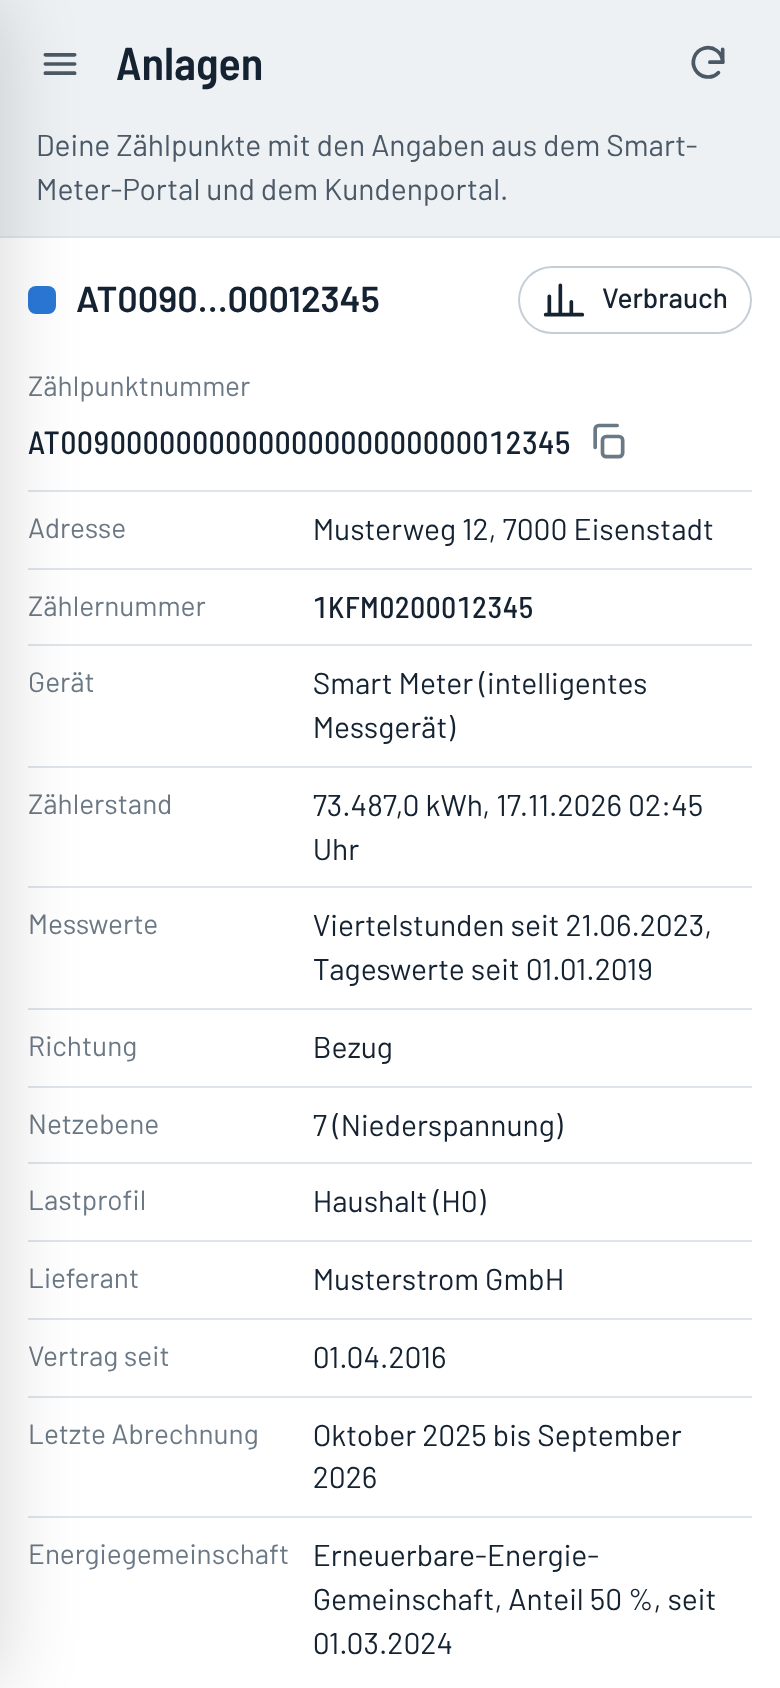 Anlagen
Deine Zählpunkte mit den Angaben aus dem Smart-
Meter-Portal und dem Kundenportal.
AT0090...00012345
Verbrauch
Zählpunktnummer
AT0090000000000000000000000012345
Adresse
Musterweg 12, 7000 Eisenstadt
Zählernummer
1KFM0200012345
Gerät
Smart Meter (intelligentes
Messgerät)
Zählerstand
73.487,0 kWh, 17.11.2026 02:45
Uhr
Messwerte
Viertelstunden seit 21.06.2023,
Tageswerte seit 01.01.2019
Richtung
Bezug
Netzebene
7 (Niederspannung)
Lastprofil
Haushalt (H0)
Lieferant
Musterstrom GmbH
Vertrag seit
01.04.2016
Letzte Abrechnung
Oktober 2025 bis September
2026
Energiegemeinschaft
Erneuerbare-Energie-
Gemeinschaft, Anteil 50 %, seit
01.03.2024